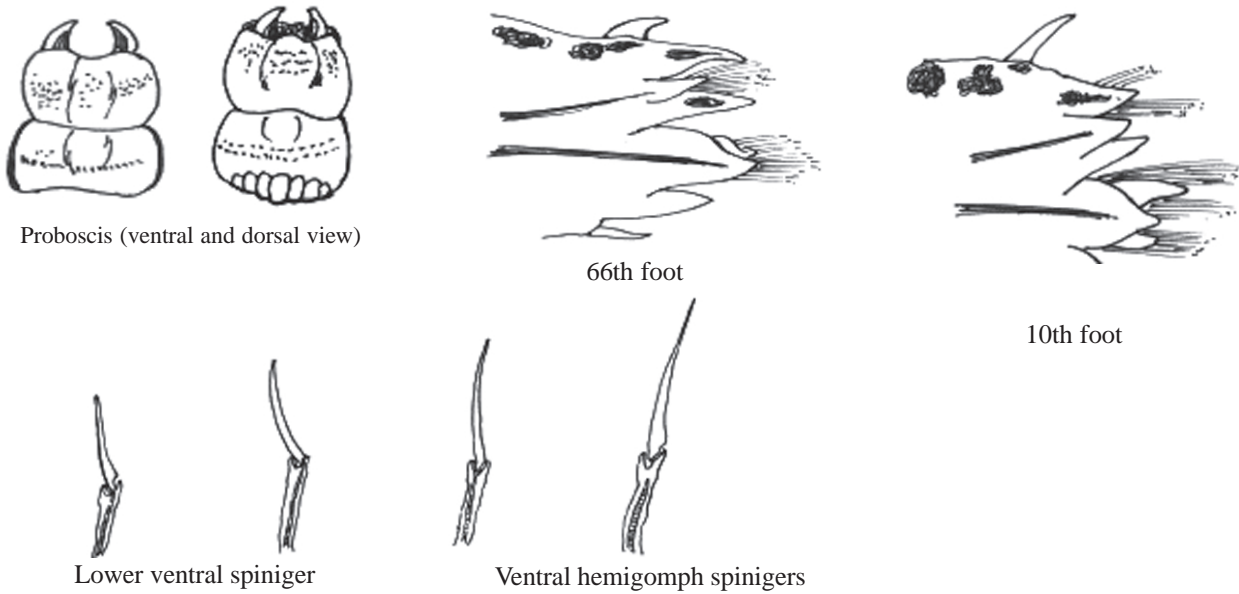 Proboscis (ventral and dorsal view)
66th foot
10th foot
Lower ventral spiniger
Ventral hemigomph spinigers